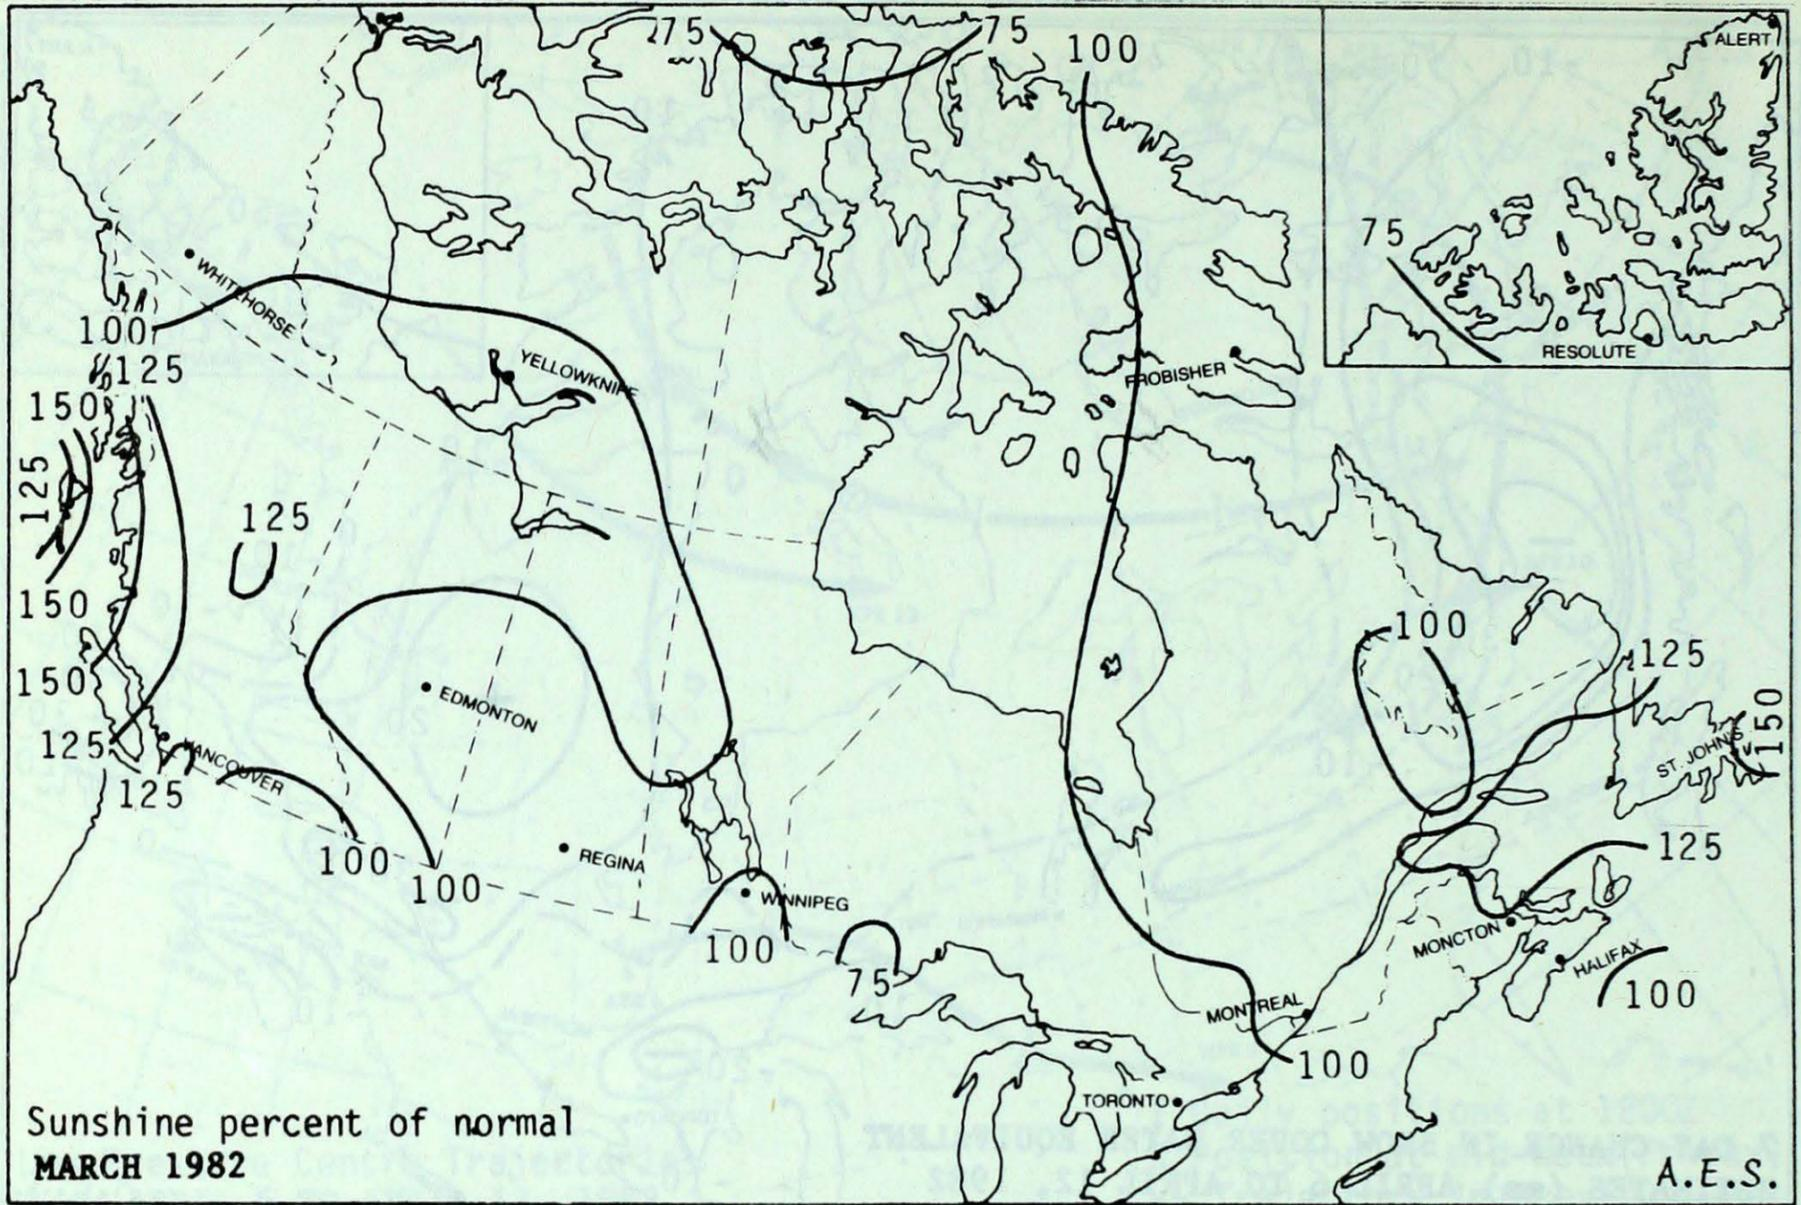 75
75
100
ALERT
75
RESOLUTE
WHITEHORSE
100
125
150
125
YELLOWKNIFE
FROBISHER
125
150
150
125
125
EDMONTON
VANCOUVER
100
100
REGINA
WINNIPEG
100
75
100
125
ST. JOHN'S
150
125
MONCTON
HALIFAX
100
MONTREAL
100
TORONTO
Sunshine percent of normal
MARCH 1982
A.E.S.